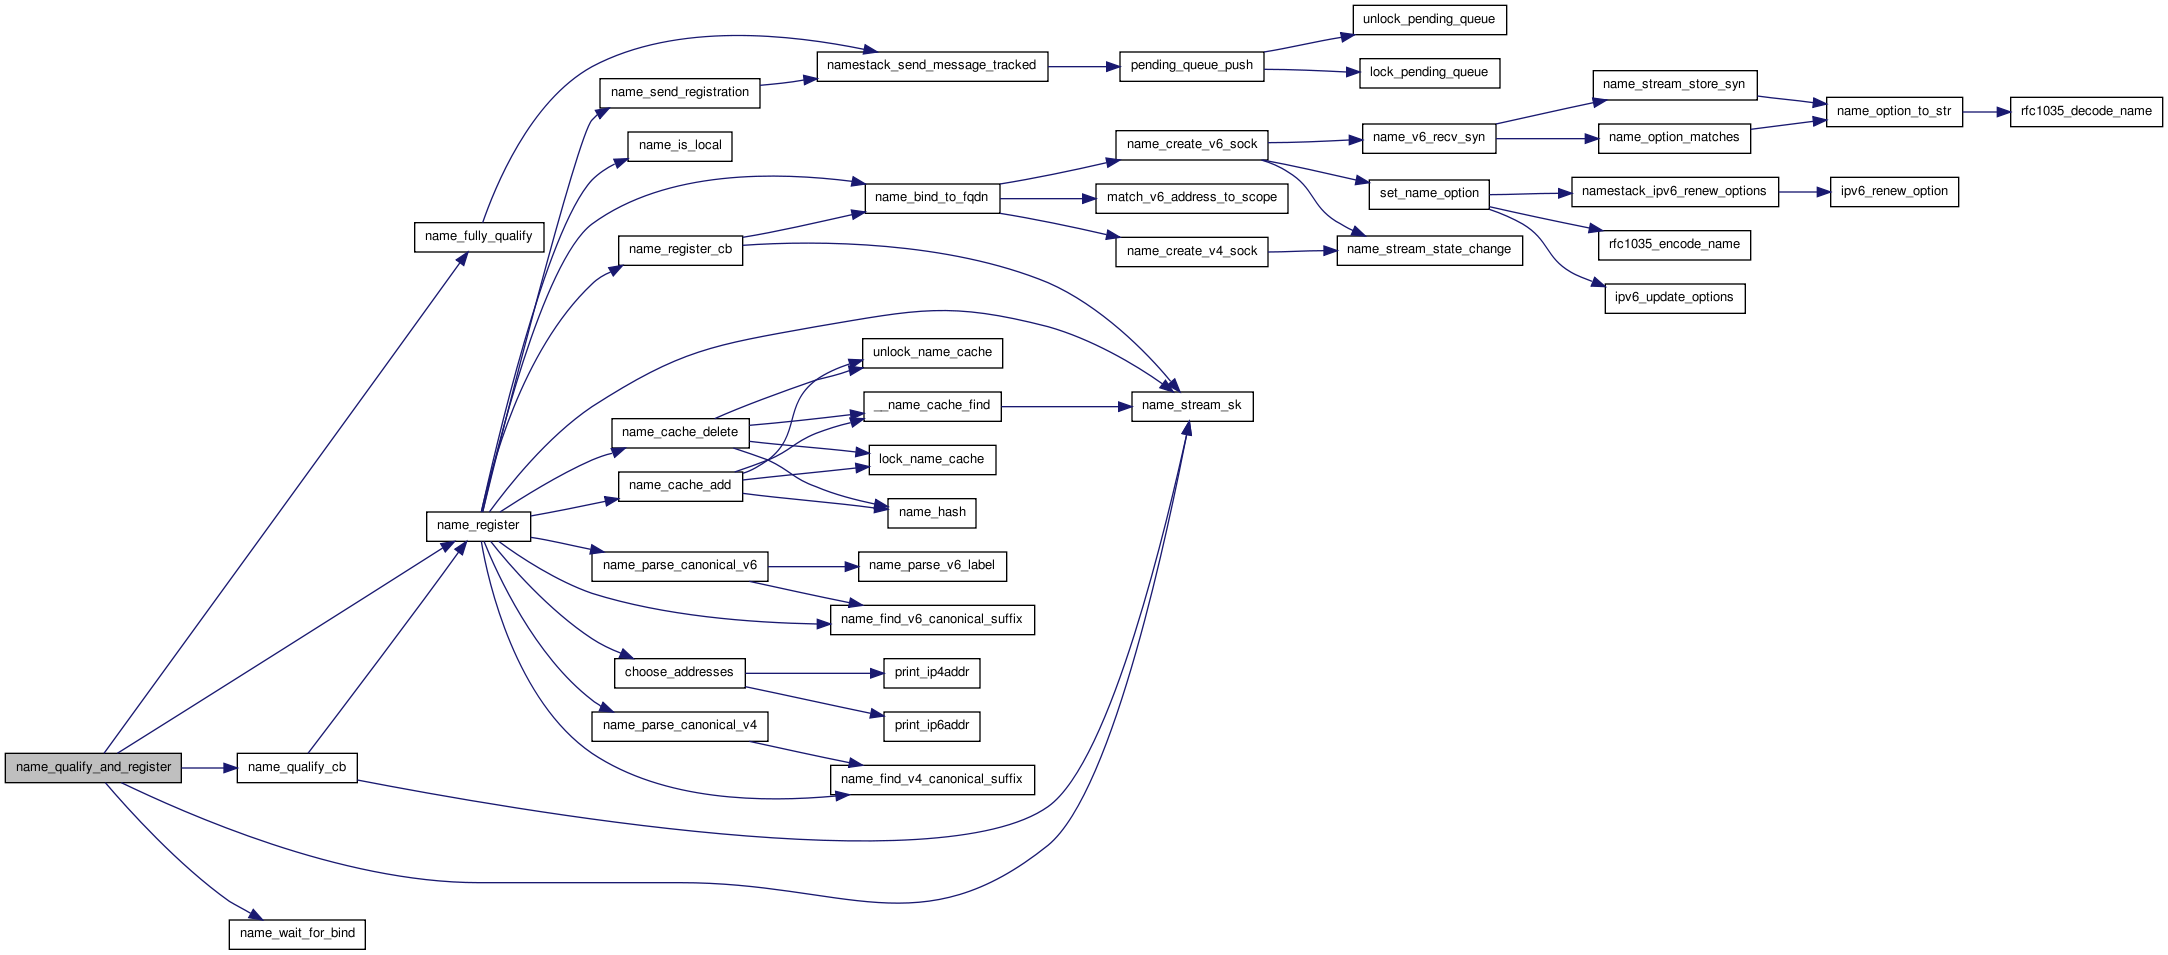 unlock_pending_queue
namestack_send_message_tracked
pending_queue_push
lock_pending_queue
name_send_registration
name_stream_store_syn
name_option_to_str
rfc1035_decode_name
name_is_local
name_create_v6_sock
name_v6_recv_syn
name_option_matches
name_bind_to_fqdn
match_v6_address_to_scope
set_name_option
namestack_ipv6_renew_options
ipv6_renew_option
name_fully_qualify
name_register_cb
name_create_v4_sock
name_stream_state_change
rfc1035_encode_name
ipv6_update_options
unlock_name_cache
__name_cache_find
name_stream_sk
name_cache_delete
lock_name_cache
name_cache_add
name_hash
name_register
name_parse_canonical_v6
name_parse_v6_label
name_find_v6_canonical_suffix
choose_addresses
print_ip4addr
name_parse_canonical_v4
print_ip6addr
name_qualify_and_register
name_qualify_cb
name_find_v4_canonical_suffix
name_wait_for_bind